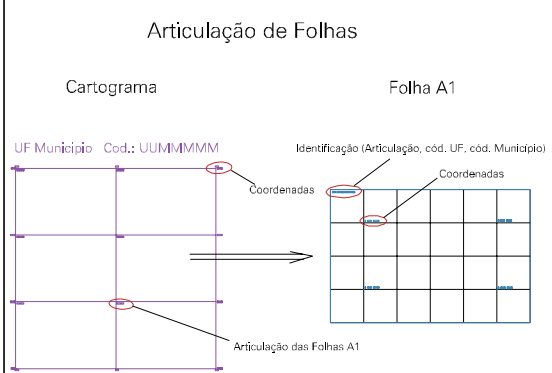 Articulação de Folhas
Cartograma
Folha A1
UF Municipio Cod.: UUMMMMM
Identificação (Articulação, cód. UF, cód. Município)
Coordenadas
Coordenadas
Articulação das Folhas A1